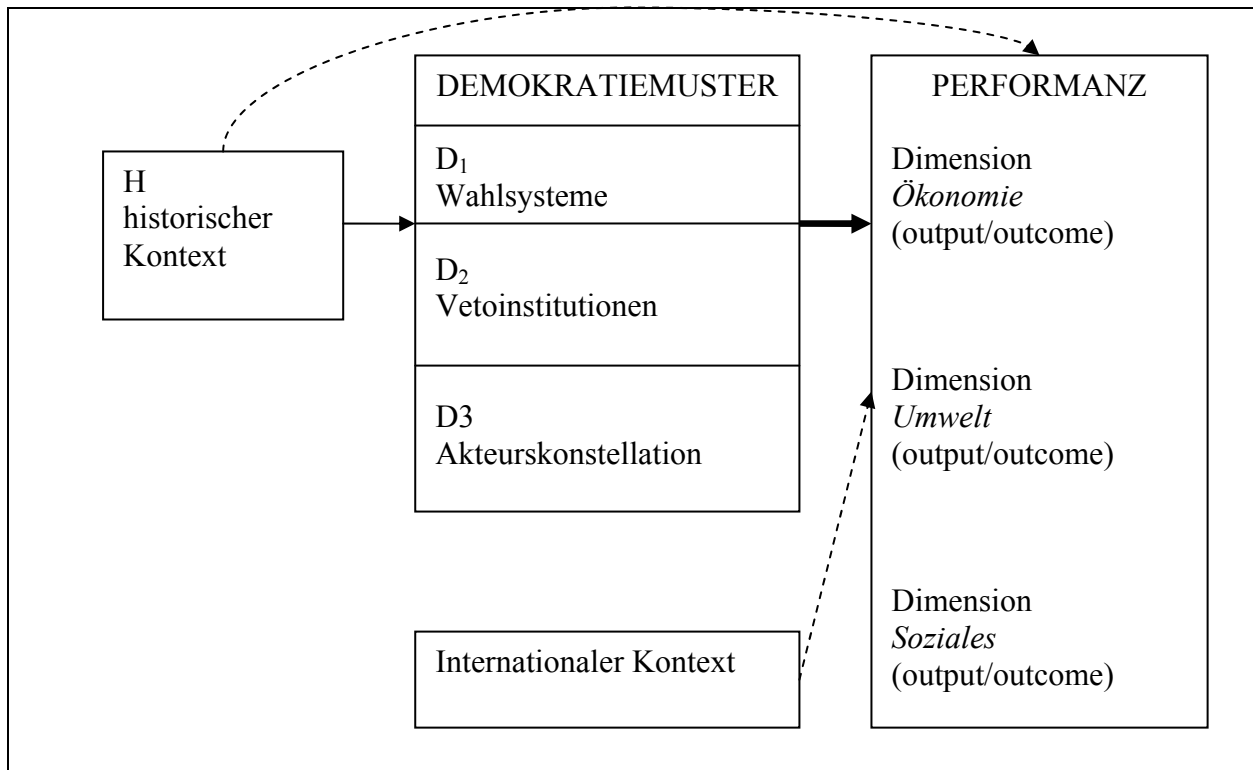 H
historischer
Kontext
DEMOKRATIEMUSTER
D₁
Wahlsysteme
D₂
Vetoinstitutionen
D3
Akteurskonstellation
Internationaler Kontext
PERFORMANZ
Dimension
Ökonomie
(output/outcome)
Dimension
Umwelt
(output/outcome)
Dimension
Soziales
(output/outcome)